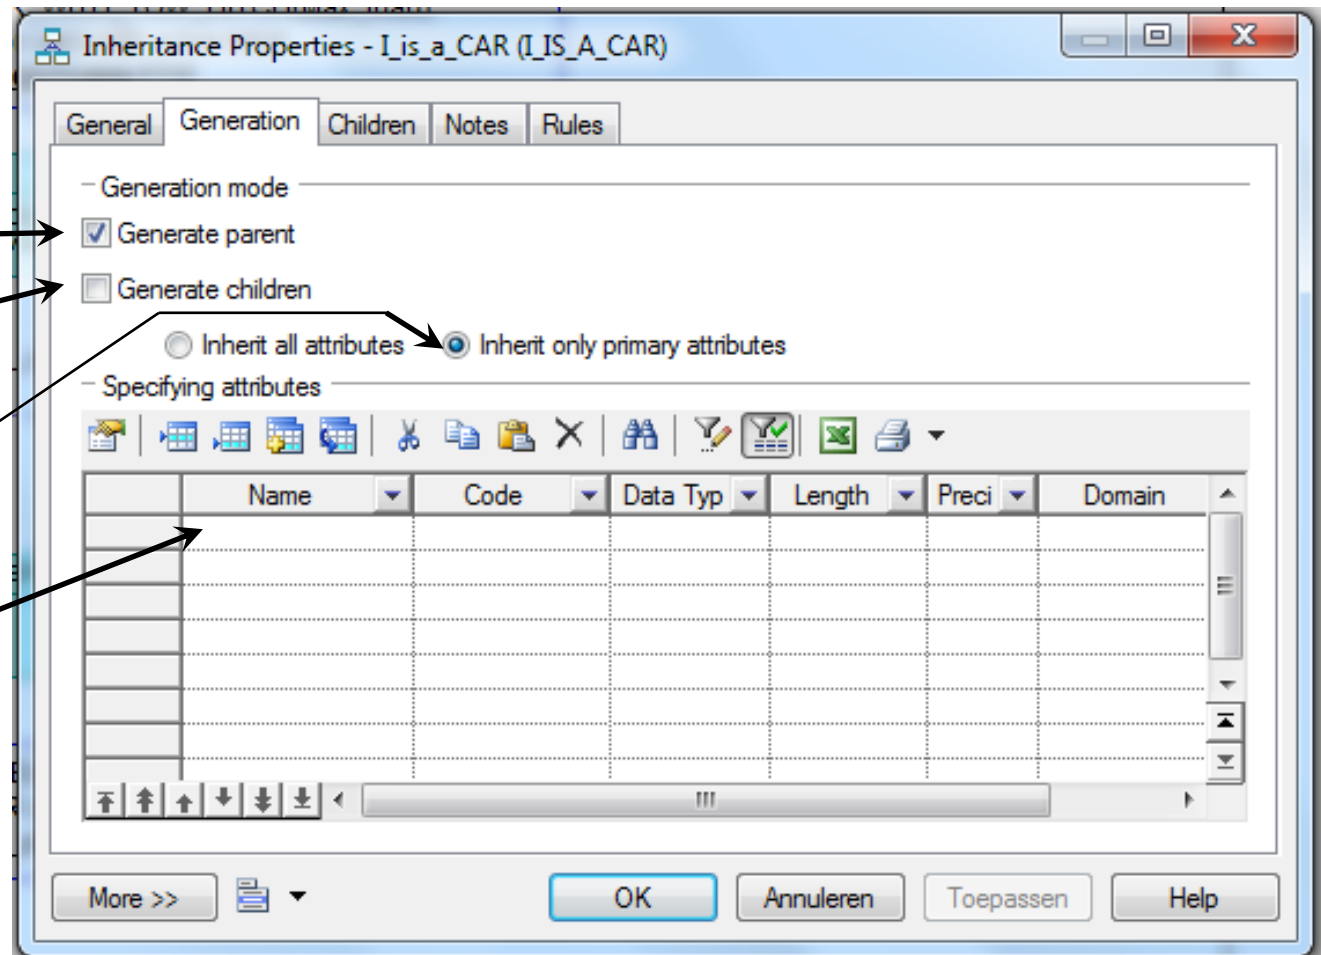 Inheritance Properties - I_is_a_CAR (I_IS_A_CAR)
General Generation Children Notes Rules
Generation mode
Generate parent
Generate children
Inherit all attributes Inherit only primary attributes
Specifying attributes
Name Code Data Typ Length Preci Domain
More >> OK Annuleren Toepassen Help